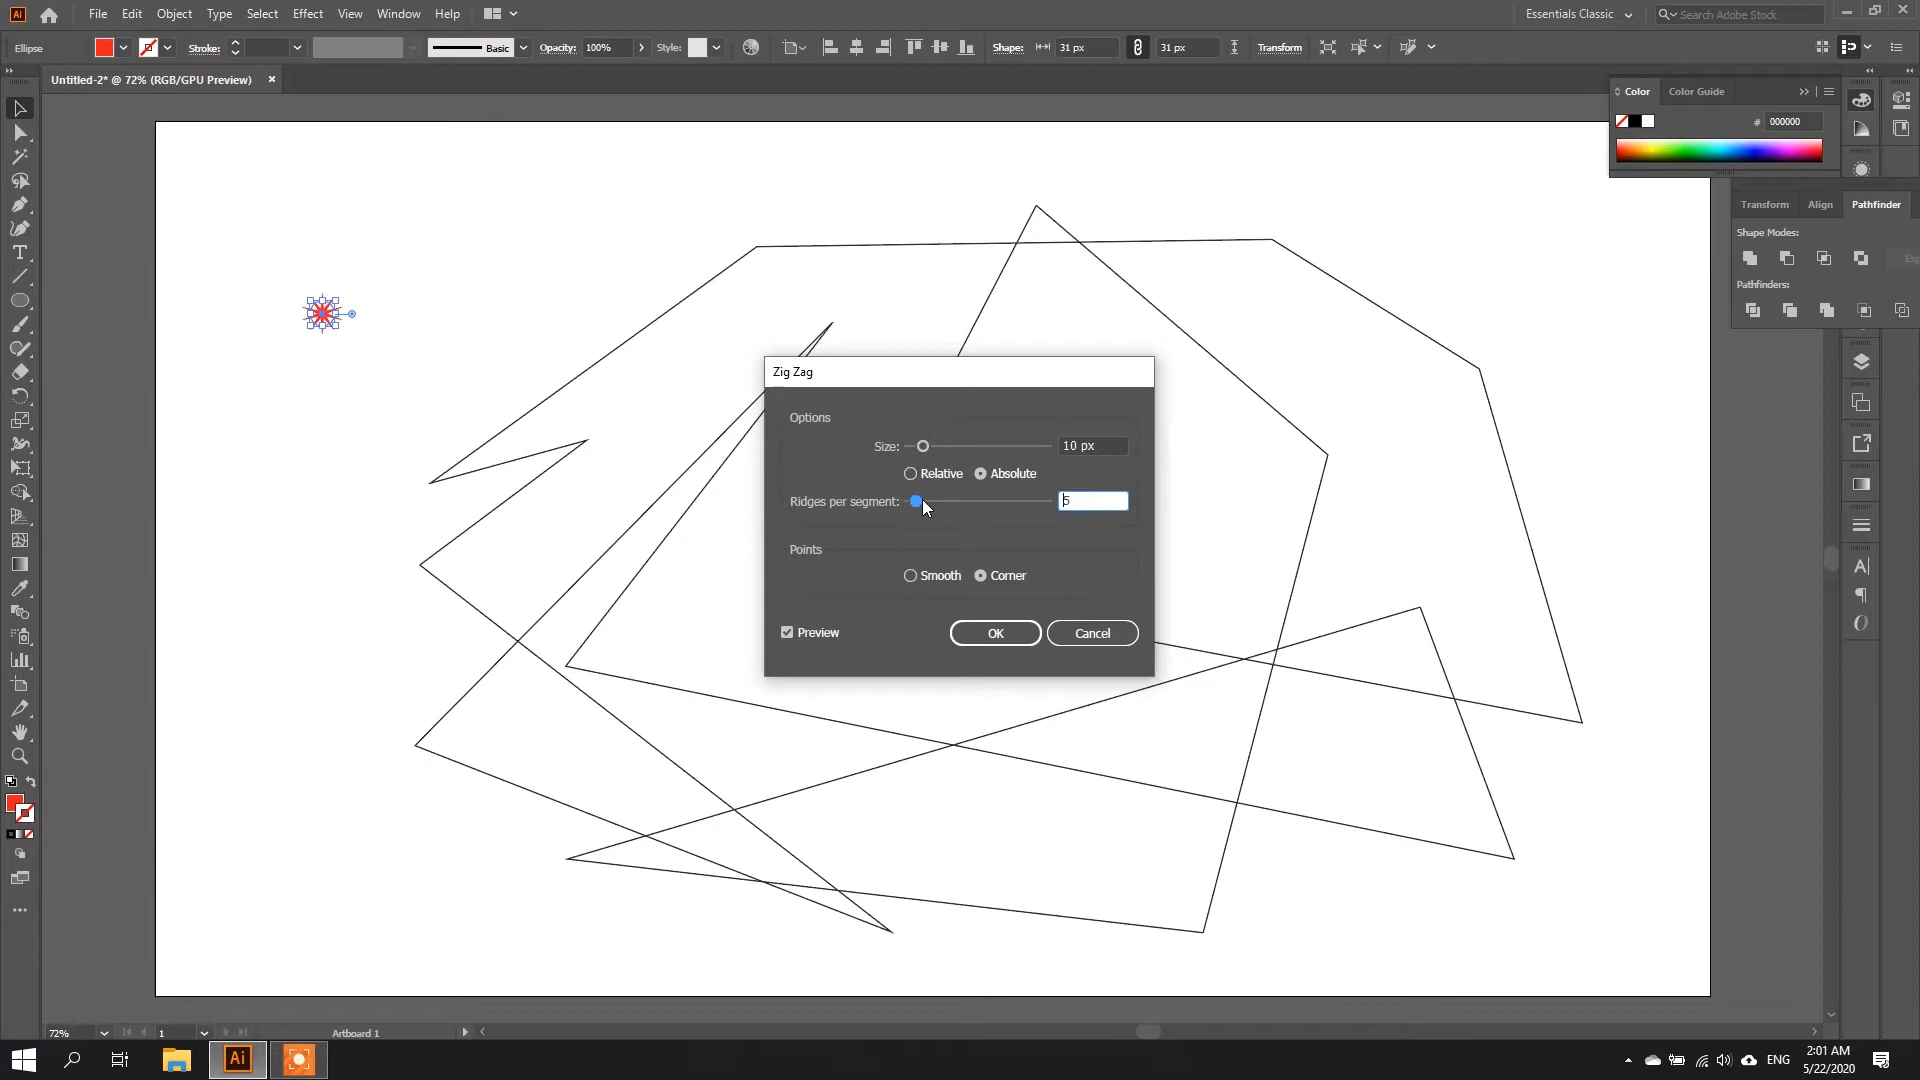 Ai File Edit Object Type Select Effect View Window Help Essentials Classic Search Adobe Stock
Ellipse Stroke: Basic Opacity: 100% Style: Shape: 31 px 31 px Transform
Untitled-2* @ 72% (RGB/GPU Preview) ×
Color Color Guide
# 000000
Transform Align Pathfinder
Shape Modes:
Pathfinders:
Zig Zag
Options
Size: 10 px
Relative Absolute
Ridges per segment: 5
Points
Smooth Corner
Preview OK Cancel
72% 1 Artboard 1
Ai ENG 2:01 AM
5/22/2020